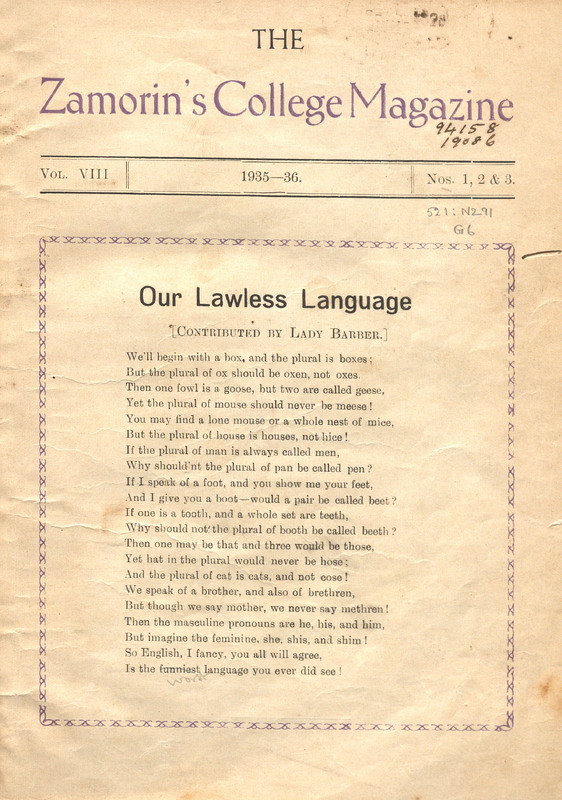 THE
Zamorin's College Magazine
94158
19086
VOL. VIII
1935—36.
Nos. 1, 2 & 3.
521: N291
G6
Our Lawless Language
[CONTRIBUTED BY LADY BARBER.]
We'll begin with a box, and the plural is boxes;
But the plural of ox should be oxen, not oxes.
Then one fowl is a goose, but two are called geese,
Yet the plural of mouse should never be meese!
You may find a lone mouse or a whole nest of mice,
But the plural of house is houses, not hice!
If the plural of man is always called men,
Why should'nt the plural of pan be called pen?
If I speak of a foot, and you show me your feet,
And I give you a boot—would a pair be called beet?
If one is a tooth, and a whole set are teeth,
Why should not the plural of booth be called beeth?
Then one may be that and three would be those,
Yet hat in the plural would never be hose;
And the plural of cat is cats, and not cose!
We speak of a brother, and also of brethren,
But though we say mother, we never say methren!
Then the masculine pronouns are he, his, and him,
But imagine the feminine, she, shis, and shim!
So English, I fancy, you all will agree,
Is the funniest language you ever did see!
worst